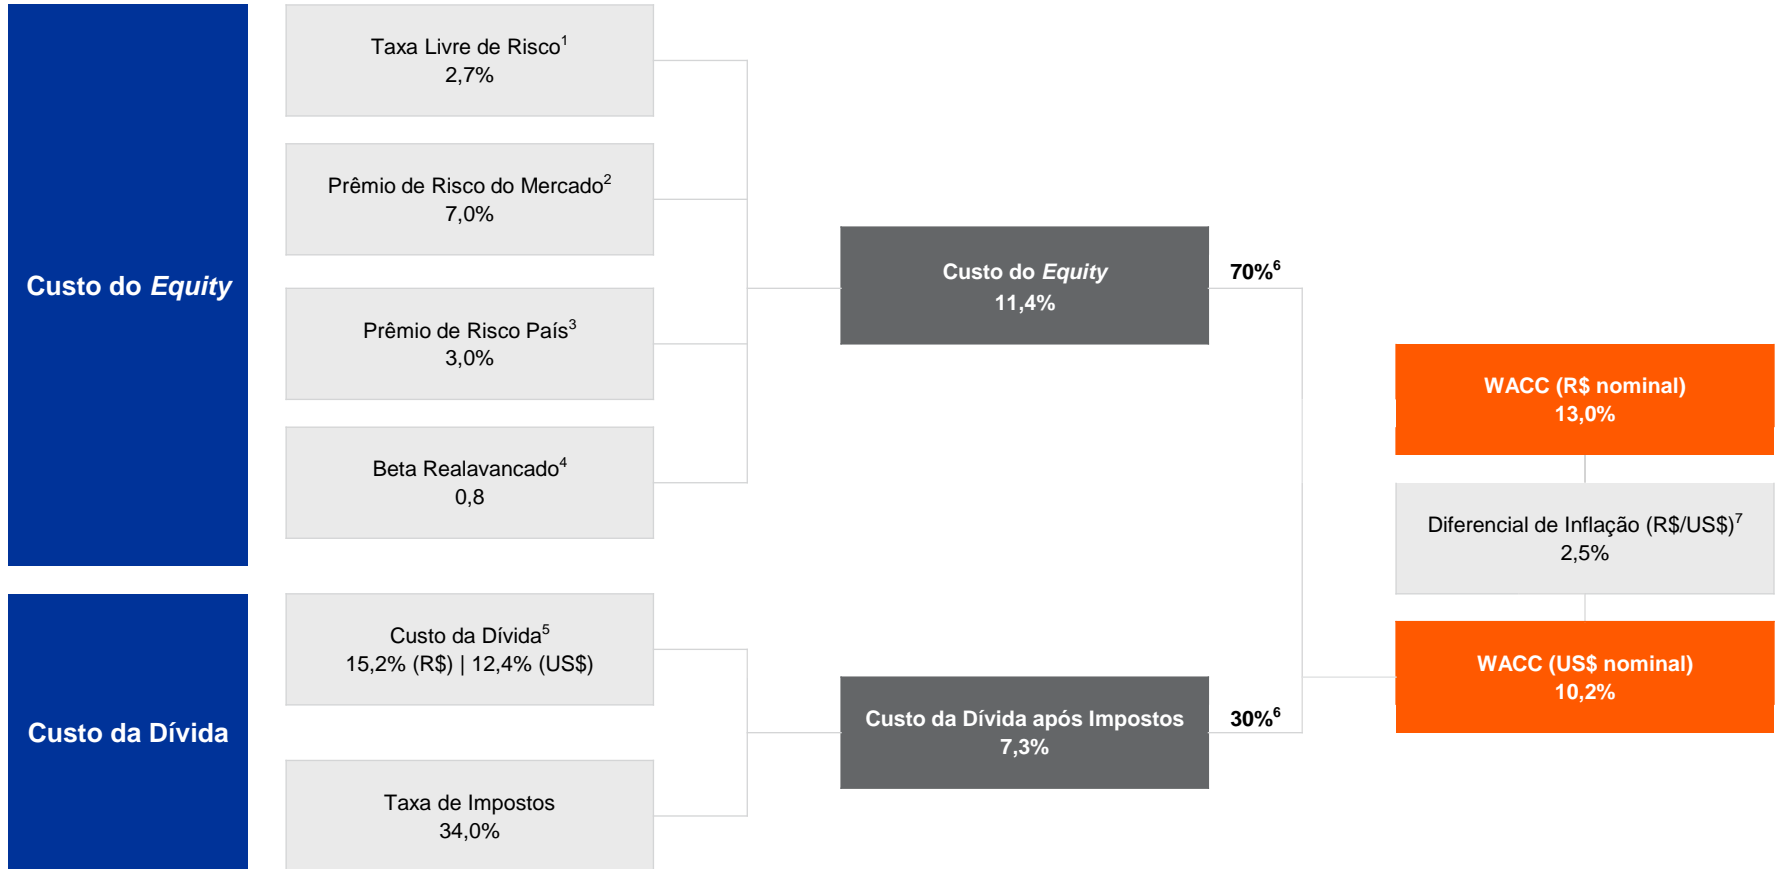 Custo do Equity
Taxa Livre de Risco¹
2,7%
Prêmio de Risco do Mercado²
7,0%
Prêmio de Risco País³
3,0%
Beta Realavancado⁴
0,8
Custo do Equity
11,4%
70%⁶
Custo da Dívida
Custo da Dívida⁵
15,2% (R$) | 12,4% (US$)
Taxa de Impostos
34,0%
Custo da Dívida após Impostos
7,3%
30%⁶
WACC (R$ nominal)
13,0%
Diferencial de Inflação (R$/US$)⁷
2,5%
WACC (US$ nominal)
10,2%